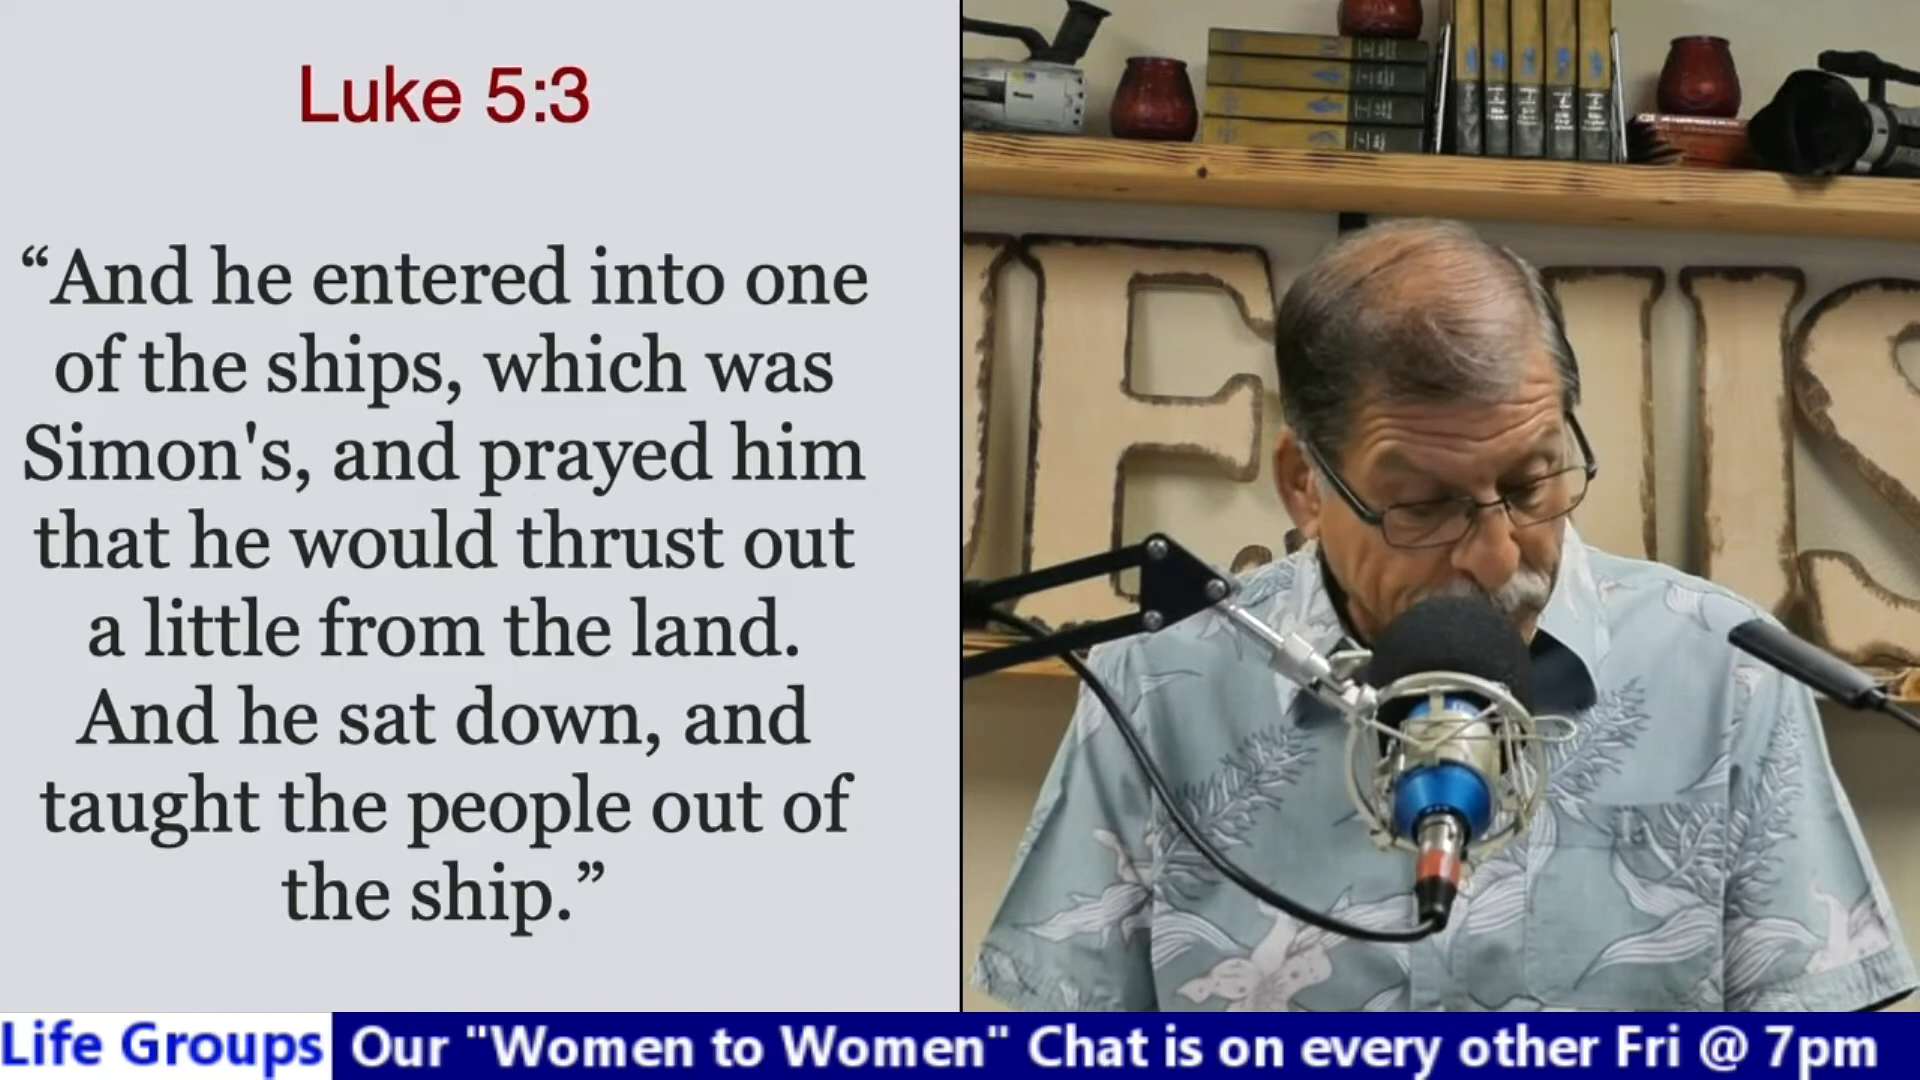 Luke 5:3
“And he entered into one
of the ships, which was
Simon's, and prayed him
that he would thrust out
a little from the land.
And he sat down, and
taught the people out of
the ship.”
Life Groups Our "Women to Women" Chat is on every other Fri @ 7pm